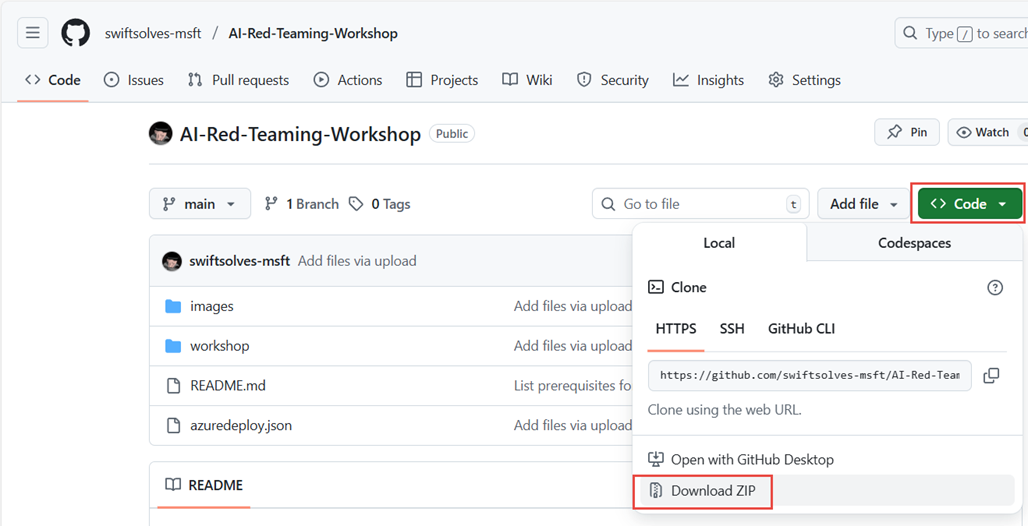 swiftsolves-msft / AI-Red-Teaming-Workshop
Type / to search
Code Issues Pull requests Actions Projects Wiki Security Insights Settings
AI-Red-Teaming-Workshop Public
Pin Watch 0
main 1 Branch 0 Tags Go to file t Add file Code
Local Codespaces
swiftsolves-msft Add files via upload
Clone
images Add files via upload
HTTPS SSH GitHub CLI
workshop Add files via upload
README.md List prerequisites fo
https://github.com/swiftsolves-msft/AI-Red-Team
Clone using the web URL.
azuredeploy.json Add files via upload
Open with GitHub Desktop
README
Download ZIP